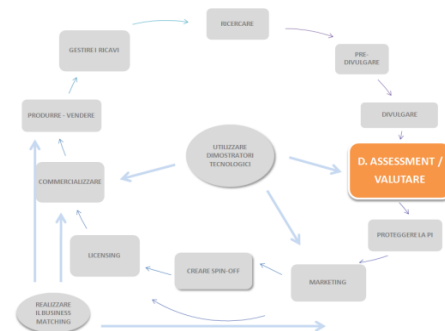 RICERCARE
GESTIRE I RICAVI
PRE-
DIVULGARE
PRODURRE - VENDERE
DIVULGARE
UTILIZZARE
DIMOSTRATORI
TECNOLOGICI
D. ASSESSMENT /
VALUTARE
COMMERCIALIZZARE
PROTEGGERE LA PI
LICENSING
CREARE SPIN-OFF
MARKETING
REALIZZARE
IL BUSINESS
MATCHING